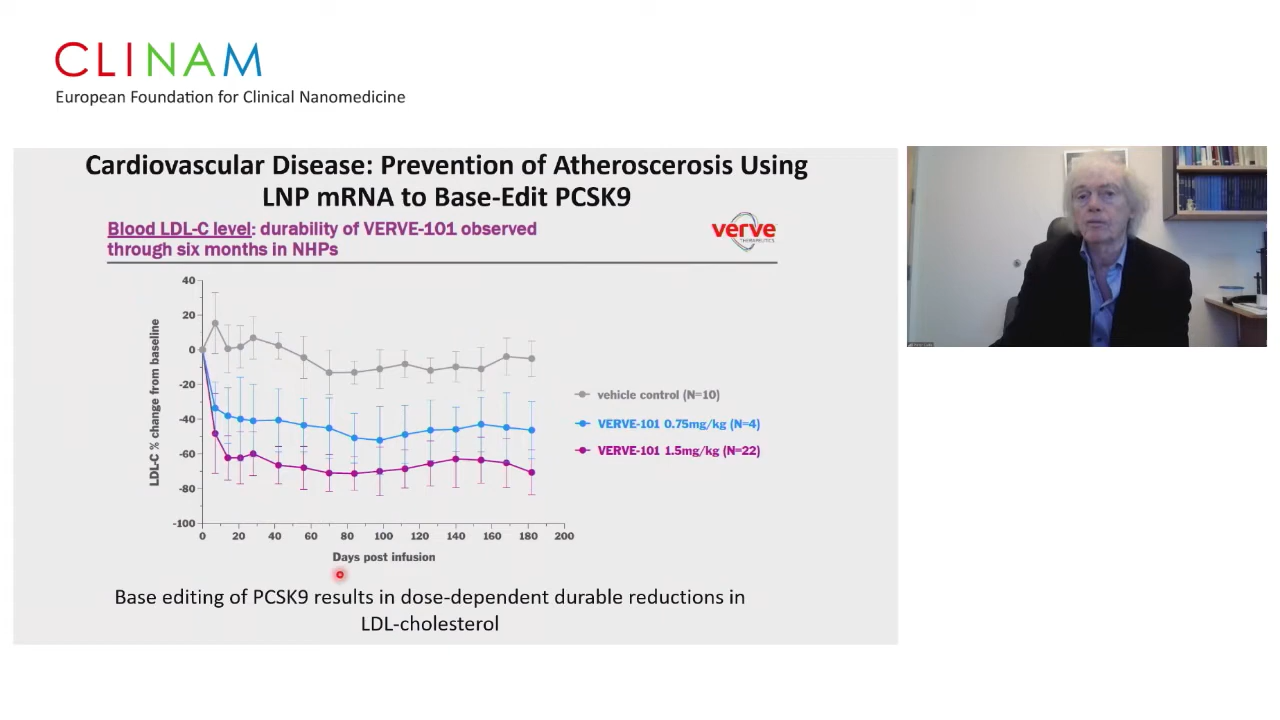 CLINAM
European Foundation for Clinical Nanomedicine
Cardiovascular Disease: Prevention of Atheroscerosis Using
LNP mRNA to Base-Edit PCSK9
Blood LDL-C level: durability of VERVE-101 observed
through six months in NHPs
verve
THERAPEUTICS
LDL-C % change from baseline
40
20
0
-20
-40
-60
-80
-100
0 20 40 60 80 100 120 140 160 180 200
Days post infusion
vehicle control (N=10)
VERVE-101 0.75mg/kg (N=4)
VERVE-101 1.5mg/kg (N=22)
Base editing of PCSK9 results in dose-dependent durable reductions in
LDL-cholesterol